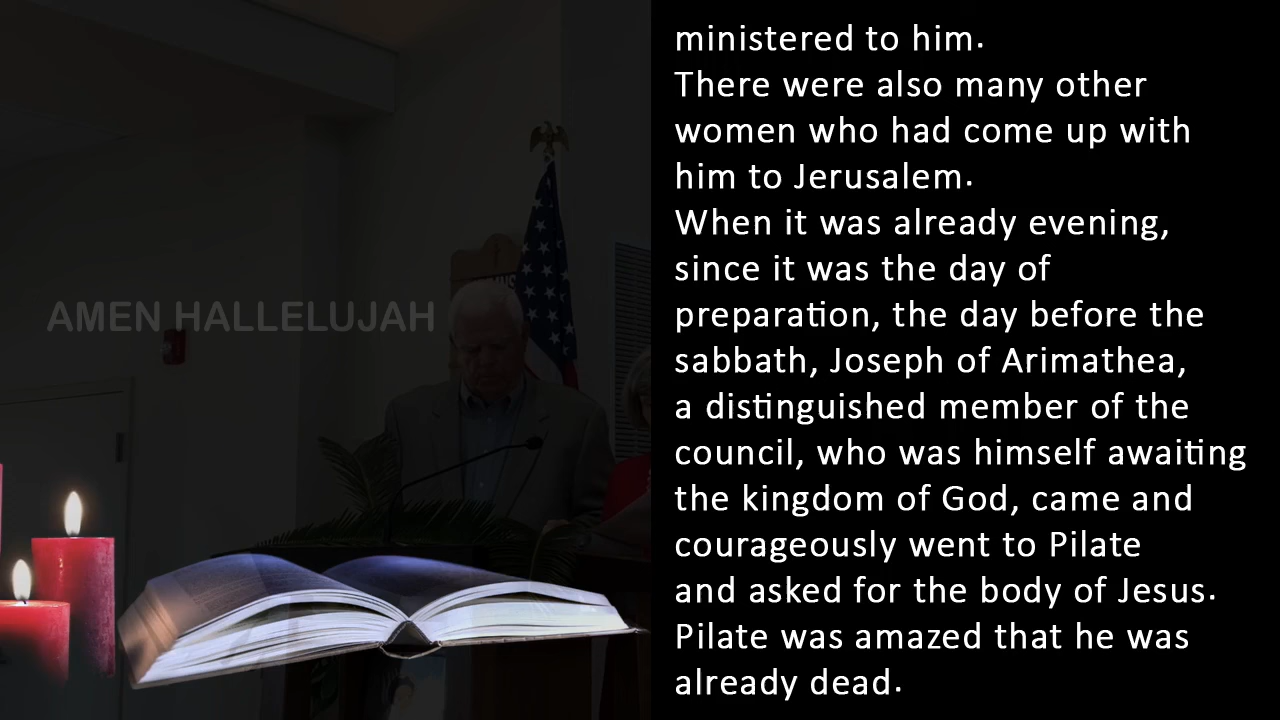 AMEN HALLELUJAH
ministered to him.
There were also many other
women who had come up with
him to Jerusalem.
When it was already evening,
since it was the day of
preparation, the day before the
sabbath, Joseph of Arimathea,
a distinguished member of the
council, who was himself awaiting
the kingdom of God, came and
courageously went to Pilate
and asked for the body of Jesus.
Pilate was amazed that he was
already dead.